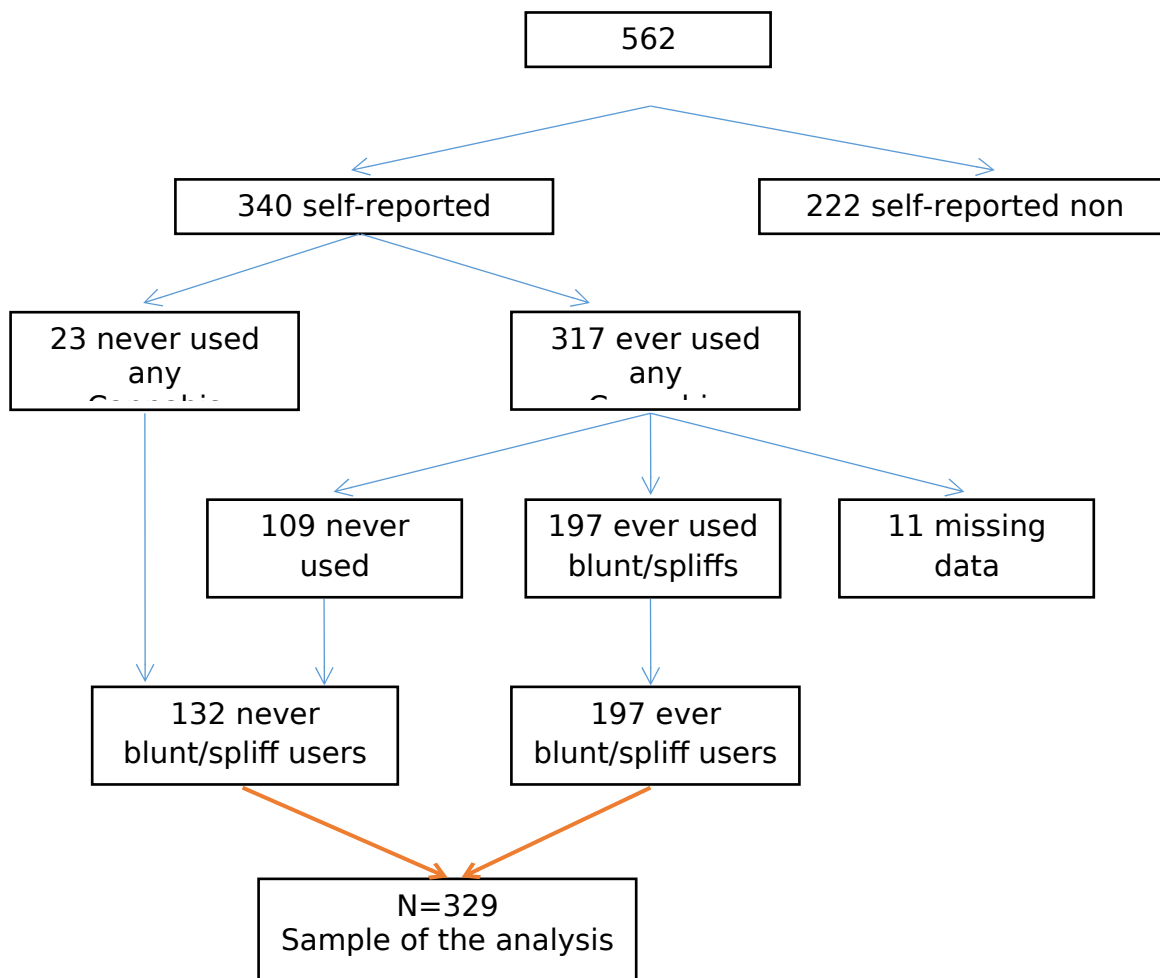 562
340 self-reported
222 self-reported non
23 never used
any
317 ever used
any
109 never
used
197 ever used
blunt/spliffs
11 missing
data
132 never
blunt/spliff users
197 ever
blunt/spliff users
N=329
Sample of the analysis